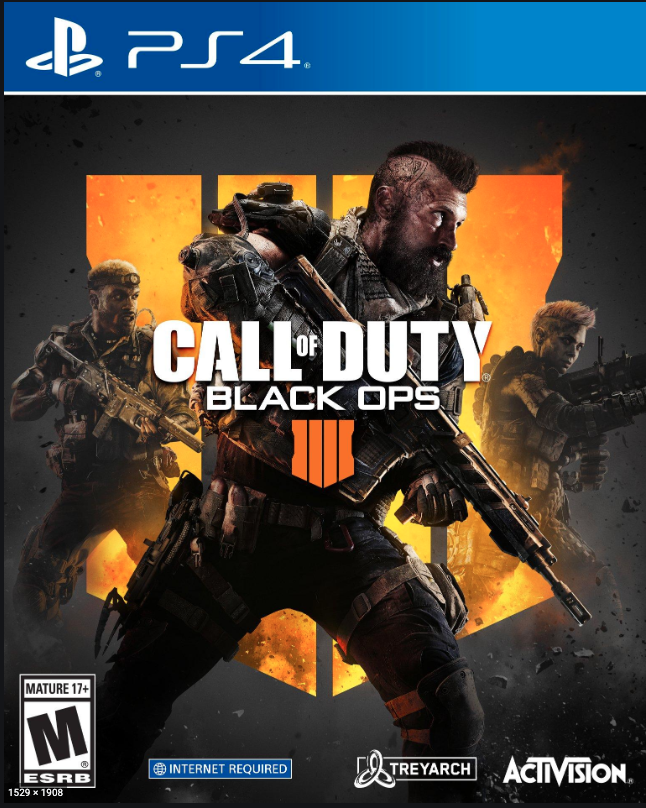 PS4
CALL OF DUTY
BLACK OPS
IIII
MATURE 17+
M
ESRB
INTERNET REQUIRED
TREYARCH
ACTIVISION
1529 × 1908